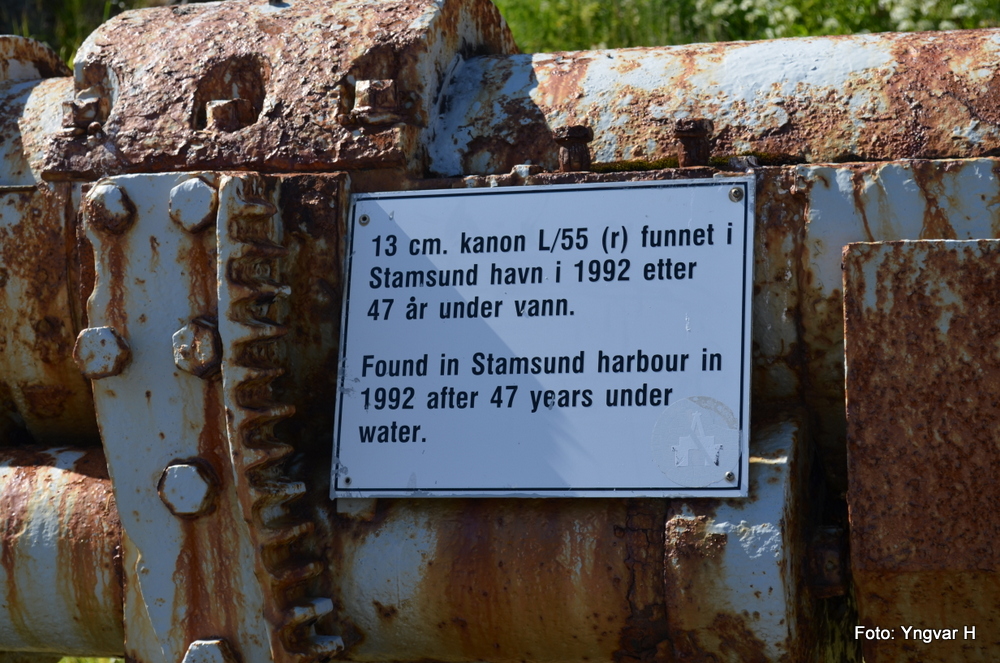 13 cm. kanon L/55 (r) funnet i
Stamsund havn i 1992 etter
47 år under vann.
Found in Stamsund harbour in
1992 after 47 years under
water.
Foto: Yngvar H